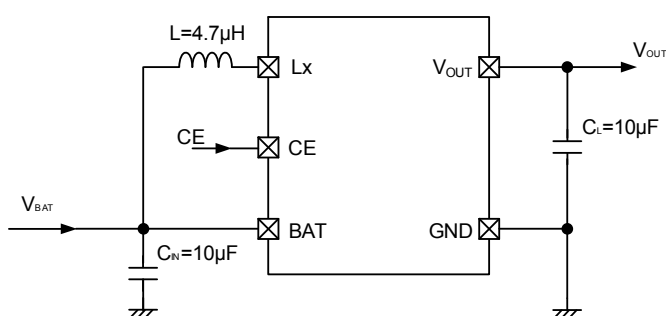 L=4.7μH
Lx
VOUT
VOUT
CE
CE
CL=10μF
VBAT
BAT
GND
CIN=10μF